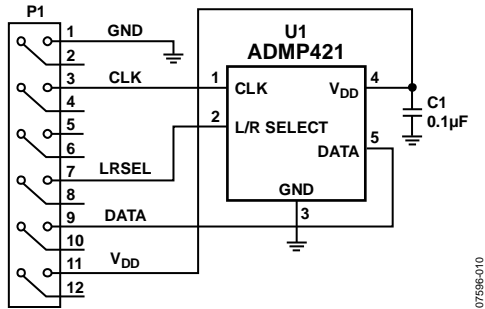 P1
1 GND
2
3 CLK
4
5
6
7 LRSEL
8
9 DATA
10
11 VDD
12
U1
ADMP421
1 CLK
2 L/R SELECT
VDD 4
DATA 5
GND
3
C1
0.1µF
07596-010